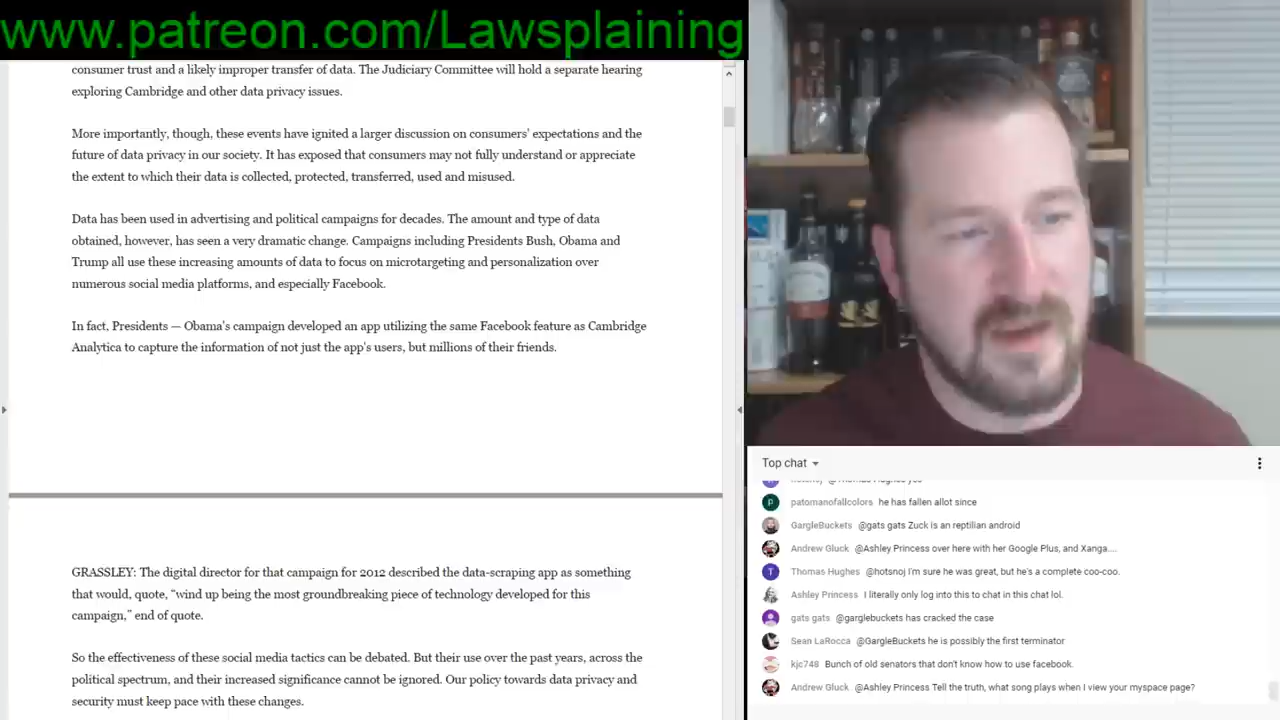 www.patreon.com/Lawsplaining
consumer trust and a likely improper transfer of data. The Judiciary Committee will hold a separate hearing
exploring Cambridge and other data privacy issues.
More importantly, though, these events have ignited a larger discussion on consumers' expectations and the
future of data privacy in our society. It has exposed that consumers may not fully understand or appreciate
the extent to which their data is collected, protected, transferred, used and misused.
Data has been used in advertising and political campaigns for decades. The amount and type of data
obtained, however, has seen a very dramatic change. Campaigns including Presidents Bush, Obama and
Trump all use these increasing amounts of data to focus on microtargeting and personalization over
numerous social media platforms, and especially Facebook.
In fact, Presidents — Obama's campaign developed an app utilizing the same Facebook feature as Cambridge
Analytica to capture the information of not just the app's users, but millions of their friends.
GRASSLEY: The digital director for that campaign for 2012 described the data-scraping app as something
that would, quote, “wind up being the most groundbreaking piece of technology developed for this
campaign,” end of quote.
So the effectiveness of these social media tactics can be debated. But their use over the past years, across the
political spectrum, and their increased significance cannot be ignored. Our policy towards data privacy and
security must keep pace with these changes.
Top chat
patomanofallcolors he has fallen allot since
GargleBuckets @gats gats Zuck is an reptilian android
Andrew Gluck @Ashley Princess over here with her Google Plus, and Xanga....
T Thomas Hughes @hotsnoj I'm sure he was great, but he's a complete coo-coo.
Ashley Princess I literally only log into this to chat in this chat lol.
g gats gats @garglebuckets has cracked the case
Sean LaRocca @GargleBuckets he is possibly the first terminator
kjc748 Bunch of old senators that don't know how to use facebook.
Andrew Gluck @Ashley Princess Tell the truth, what song plays when I view your myspace page?